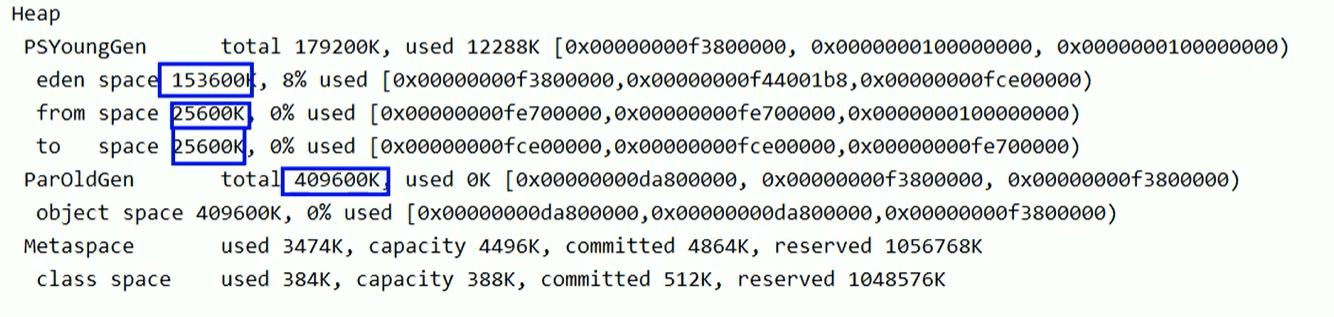 Heap
PSYoungGen total 179200K, used 12288K [0x00000000f3800000, 0x0000000100000000, 0x0000000100000000)
eden space 153600K, 8% used [0x00000000f3800000,0x00000000f44001b8,0x00000000fce00000)
from space 25600K, 0% used [0x00000000fe700000,0x00000000fe700000,0x0000000100000000)
to space 25600K, 0% used [0x00000000fce00000,0x00000000fce00000,0x00000000fe700000)
ParOldGen total 409600K, used 0K [0x00000000da800000, 0x00000000f3800000, 0x00000000f3800000)
object space 409600K, 0% used [0x00000000da800000,0x00000000da800000,0x00000000f3800000)
Metaspace used 3474K, capacity 4496K, committed 4864K, reserved 1056768K
class space used 384K, capacity 388K, committed 512K, reserved 1048576K